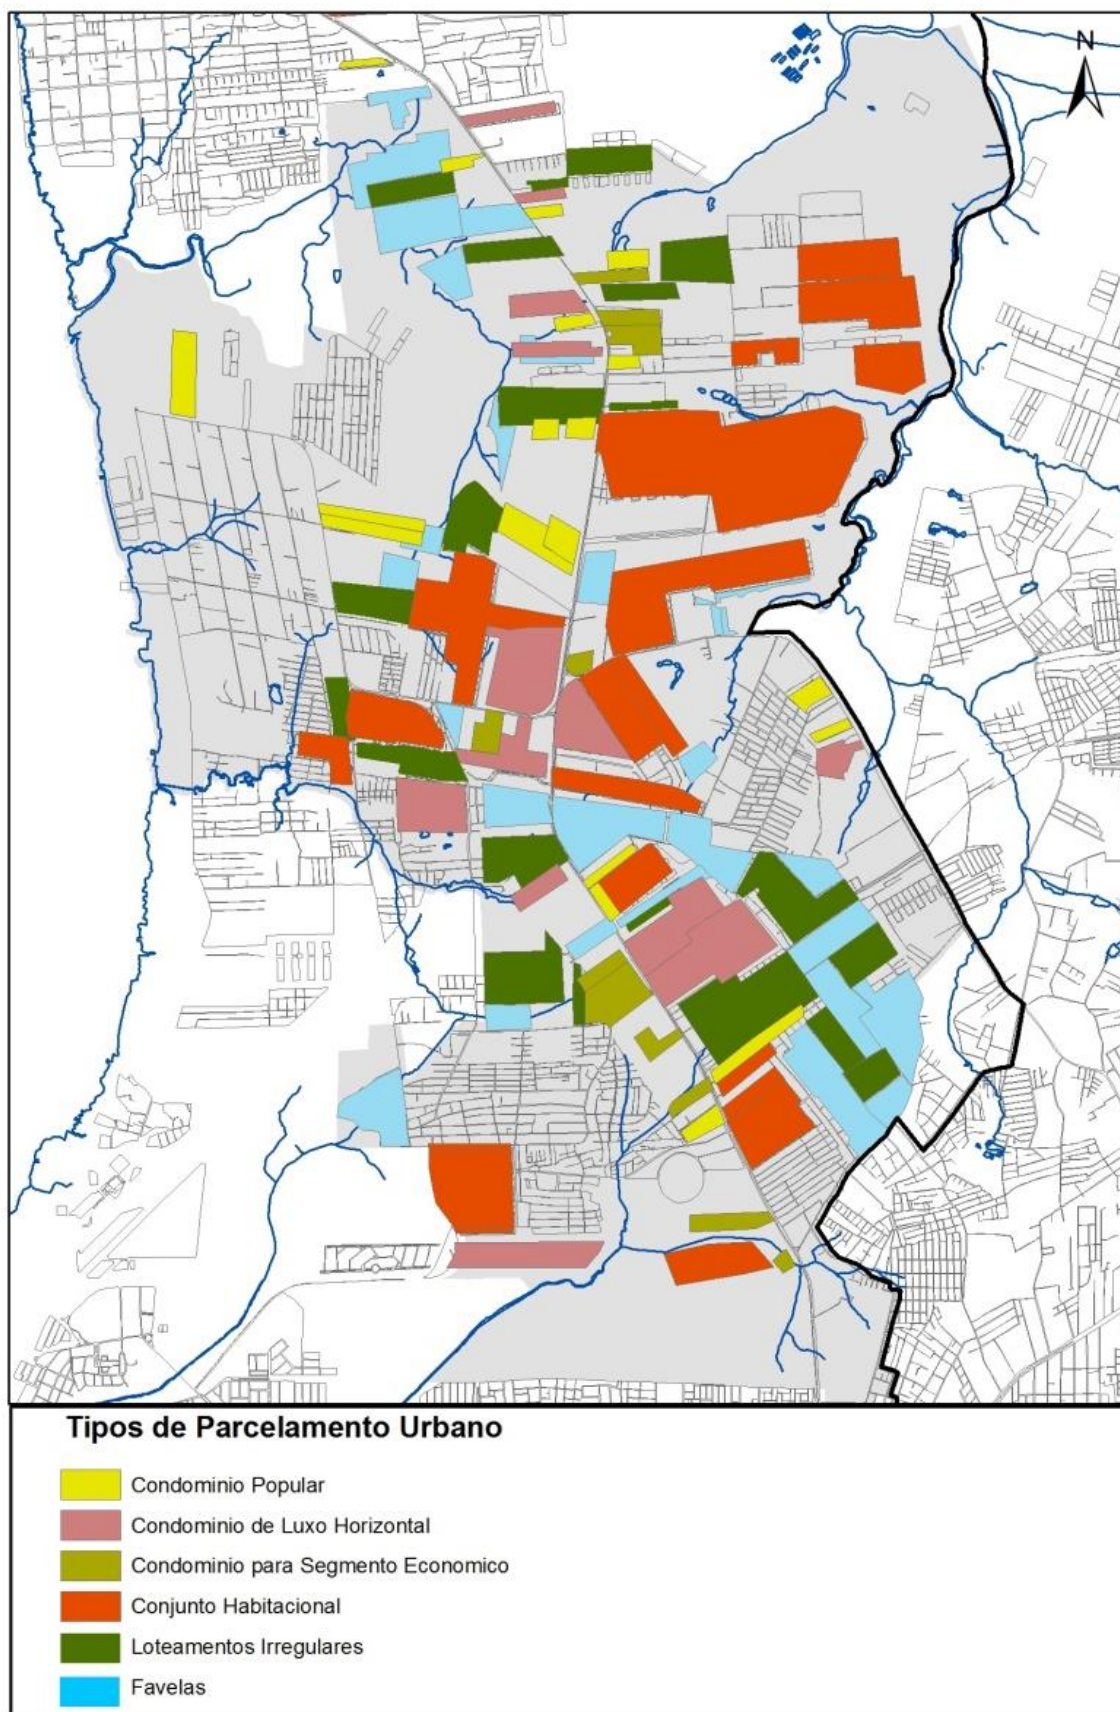 N
Tipos de Parcelamento Urbano
Condominio Popular
Condominio de Luxo Horizontal
Condominio para Segmento Economico
Conjunto Habitacional
Loteamentos Irregulares
Favelas